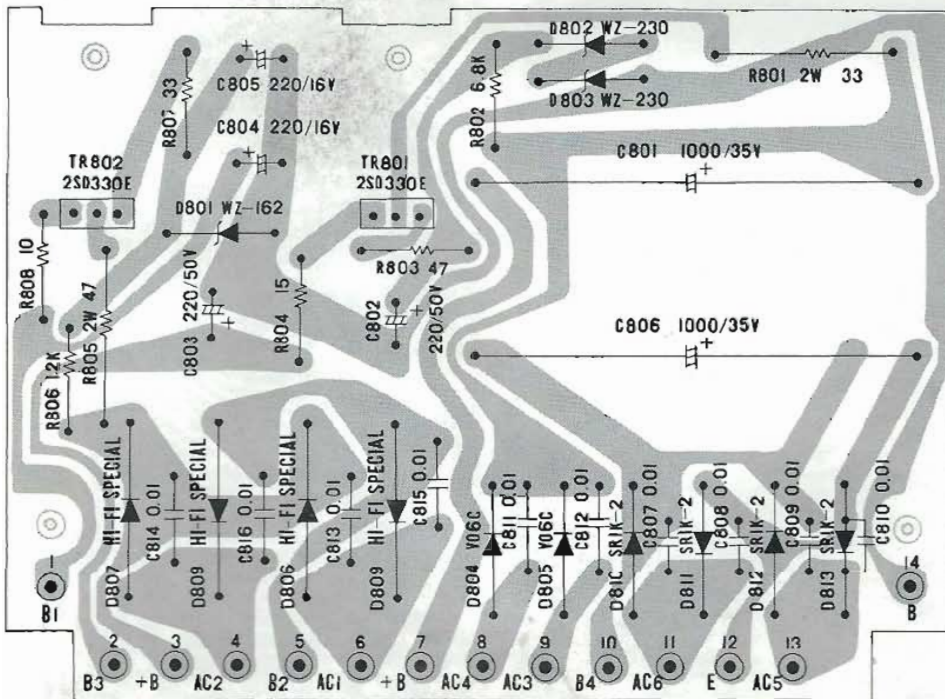 D802 WZ-230
C805 220/16V
R807 33
R802 6.8K
R801 2W 33
D803 WZ-230
C804 220/16V
TR802
2SD330E
TR801
2SD330E
C801 1000/35V
D801 WZ-162
R808 10
R803 47
R805 2W 47
C803 220/50V
R804 15
C802 220/50V
C806 1000/35V
R806 1.2K
HI-FI SPECIAL
D807
C814 0.01
HI-FI SPECIAL
D809
C816 0.01
HI-FI SPECIAL
D806
C813 0.01
HI-FI SPECIAL
D809
C815 0.01
V06C
D804
C811 0.01
V06C
D805
C812 0.01
SR1K-2
D81C
C807 0.01
SR1K-2
D811
C808 0.01
SR1K-2
D812
C809 0.01
SR1K-2
D813
C810 0.01
1
B1
14
B
2 3 4 5 6 7 8 9 10 11 12 13
B3 +B AC2 B2 AC1 +B AC4 AC3 B4 AC6 E AC5